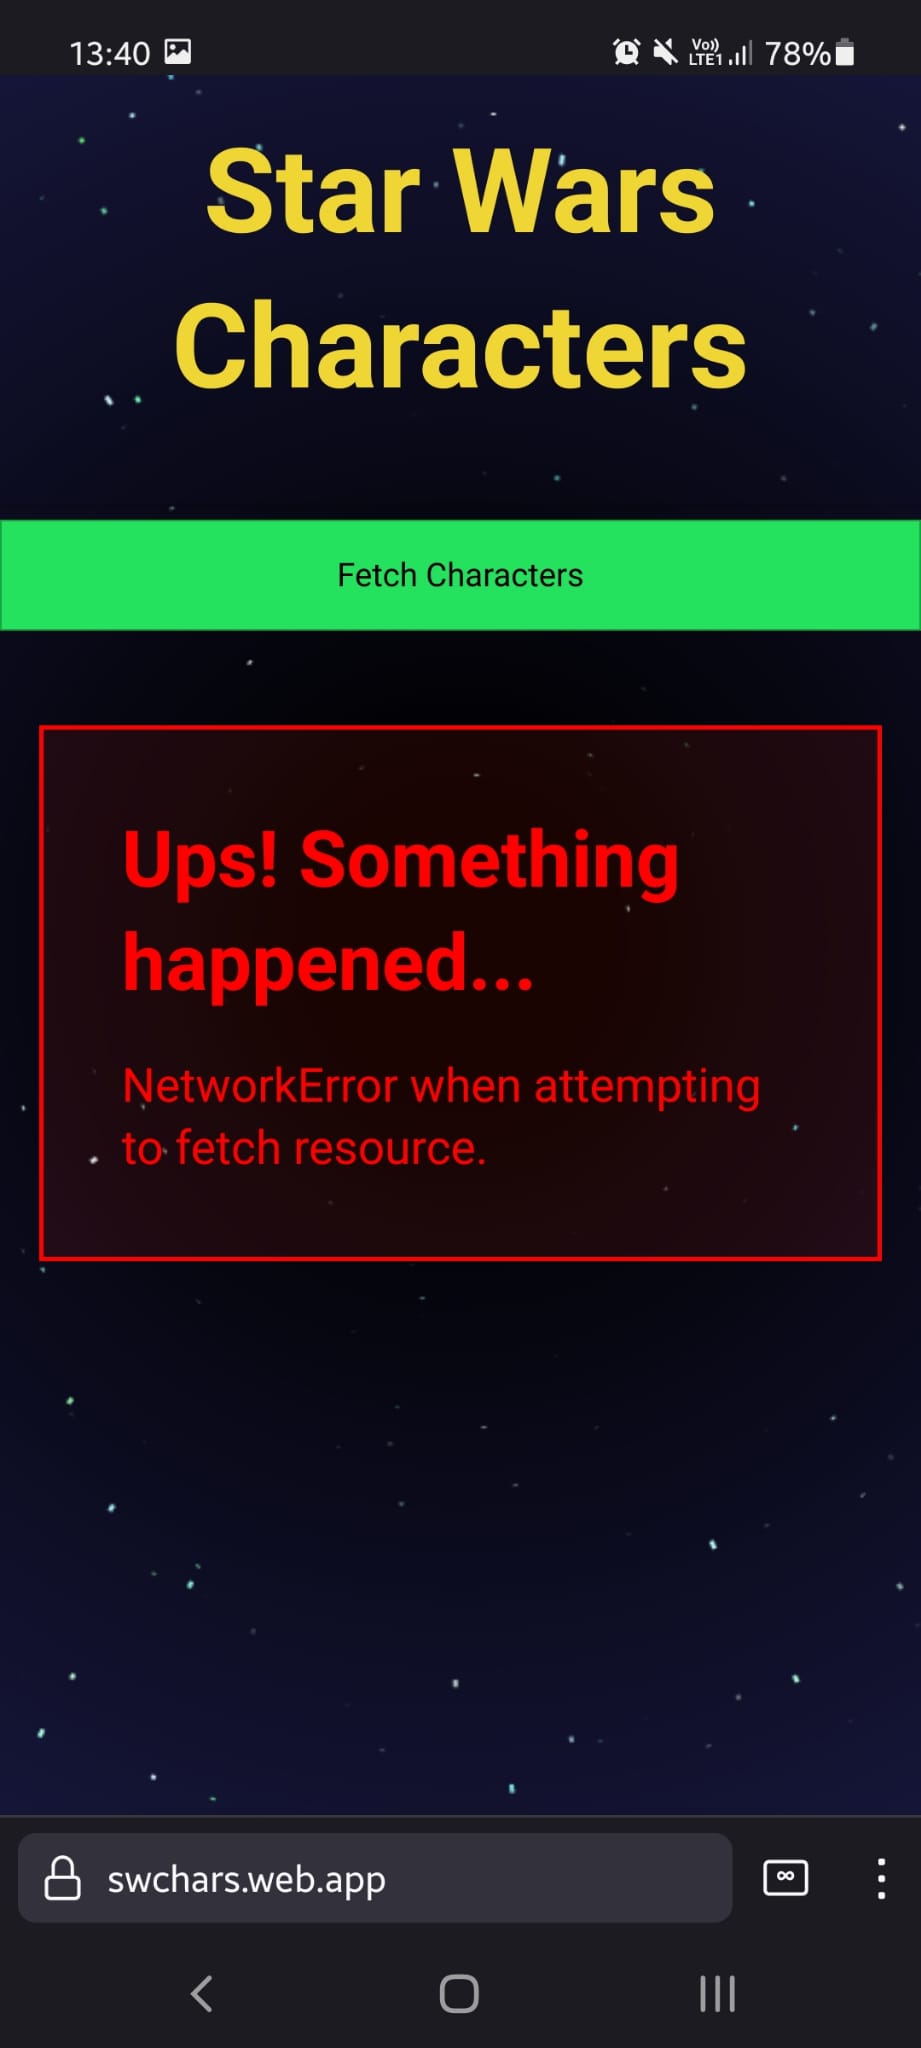 13:40 Vo)) LTE1 78%
Star Wars
Characters
Fetch Characters
Ups! Something
happened...
NetworkError when attempting
to fetch resource.
swchars.web.app ∞